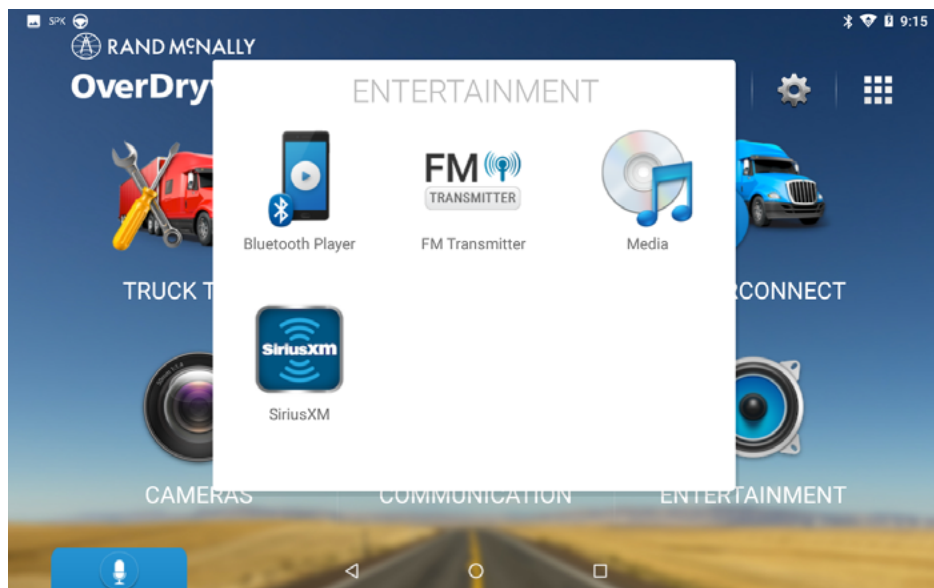 SPK 9:15
RAND McNALLY
OverDry
ENTERTAINMENT
FM
TRANSMITTER
Bluetooth Player FM Transmitter Media
TRUCK T RCONNECT
SiriusXM
SiriusXM
CAMERAS COMMUNICATION ENTERTAINMENT